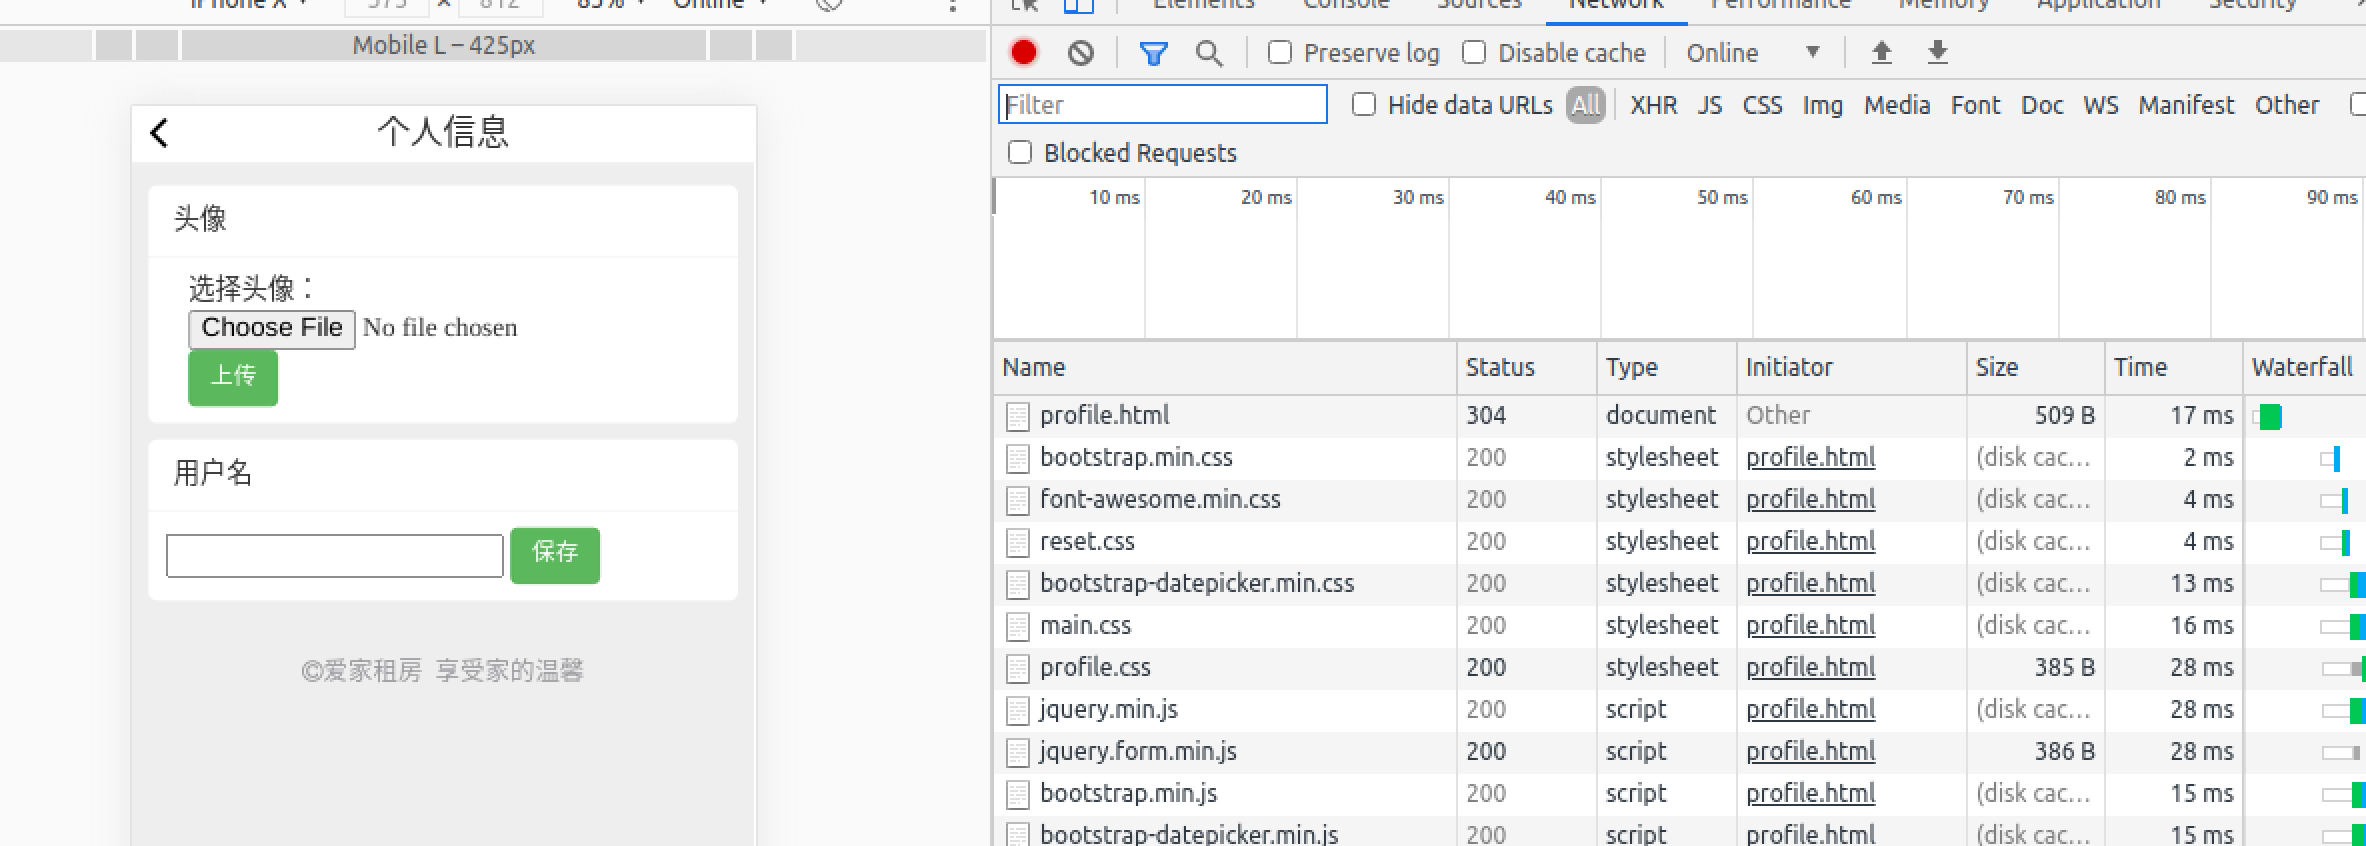 iPhone X 375 × 812 85% Online
Mobile L – 425px
个人信息
头像
选择头像：
Choose File No file chosen
上传
用户名
保存
©爱家租房 享受家的温馨
Elements Console Sources Network Performance Memory Application Security
Preserve log Disable cache Online
Filter Hide data URLs All XHR JS CSS Img Media Font Doc WS Manifest Other
Blocked Requests
10 ms 20 ms 30 ms 40 ms 50 ms 60 ms 70 ms 80 ms 90 ms
Name Status Type Initiator Size Time Waterfall
profile.html 304 document Other 509 B 17 ms
bootstrap.min.css 200 stylesheet profile.html (disk cac… 2 ms
font-awesome.min.css 200 stylesheet profile.html (disk cac… 4 ms
reset.css 200 stylesheet profile.html (disk cac… 4 ms
bootstrap-datepicker.min.css 200 stylesheet profile.html (disk cac… 13 ms
main.css 200 stylesheet profile.html (disk cac… 16 ms
profile.css 200 stylesheet profile.html 385 B 28 ms
jquery.min.js 200 script profile.html (disk cac… 28 ms
jquery.form.min.js 200 script profile.html 386 B 28 ms
bootstrap.min.js 200 script profile.html (disk cac… 15 ms
bootstrap-datepicker.min.js 200 script profile.html (disk cac… 15 ms